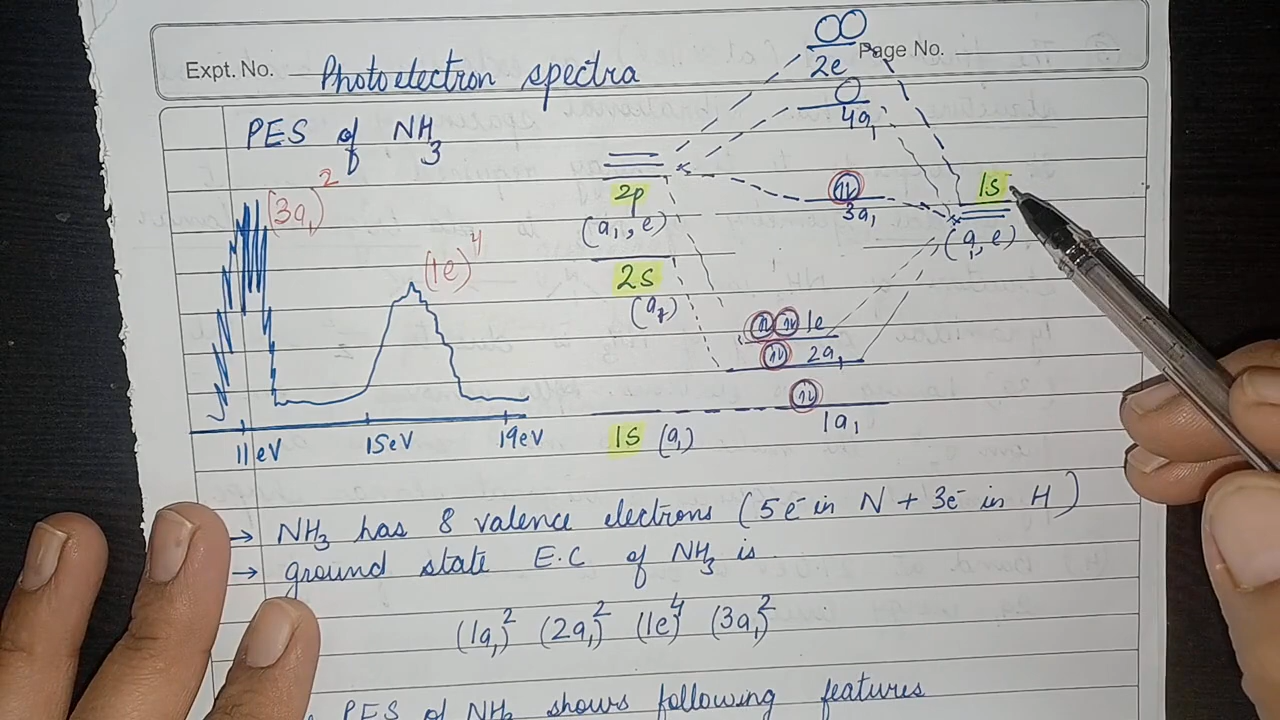 Expt. No. Photoelectron spectra
Page No.
PES of NH3
(3a1)2
(1e)4
11eV 15eV 19eV
2e
4a1
2p
(a1, e)
3a1
1s
(a1 e)
2s
1e
2a1
1s (a1)
1a1
→ NH3 has 8 valence electrons (5e- in N + 3e- in H)
→ ground state E.C of NH3 is
(1a1)2 (2a1)2 (1e)4 (3a1)2
PES of NH3 shows following features